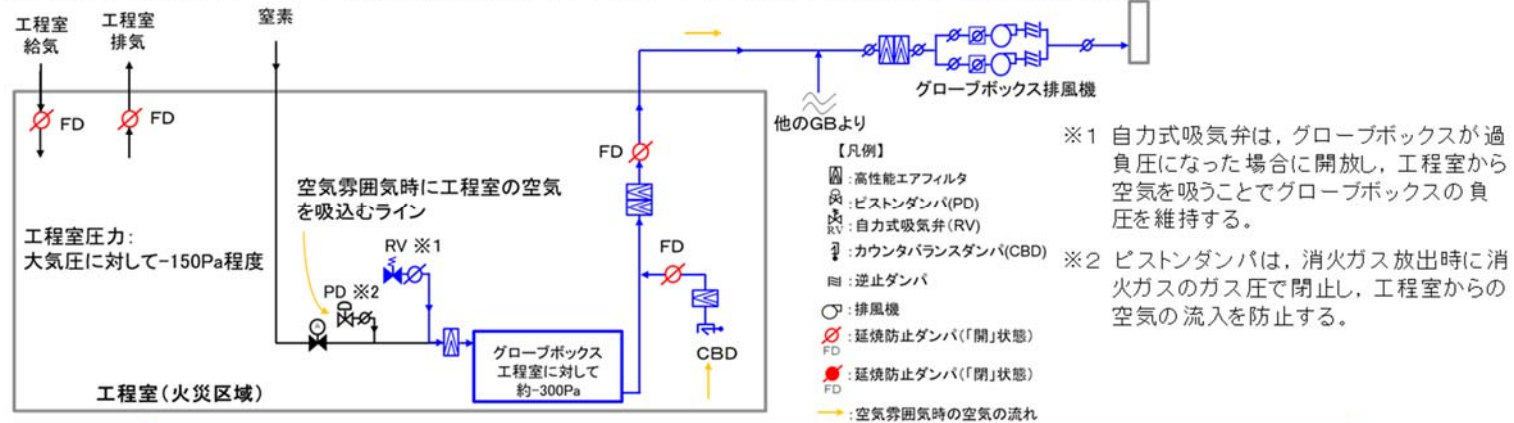 工程室
給気
工程室
排気
窒素
FD
FD
グローブボックス排風機
他のGBより
FD
空気雰囲気時に工程室の空気
を吸込むライン
工程室圧力:
大気圧に対して-150Pa程度
RV ※1
PD ※2
FD
CBD
グローブボックス
工程室に対して
約-300Pa
工程室(火災区域)
【凡例】
:高性能エアフィルタ
:ピストンダンパ(PD)
RV :自力式吸気弁(RV)
:カウンタバランスダンパ(CBD)
:逆止ダンパ
:排風機
:延焼防止ダンパ(「開」状態)
FD
:延焼防止ダンパ(「閉」状態)
FD
:空気雰囲気時の空気の流れ
※1 自力式吸気弁は,グローブボックスが過
負圧になった場合に開放し,工程室から
空気を吸うことでグローブボックスの負
圧を維持する。
※2 ピストンダンパは,消火ガス放出時に消
火ガスのガス圧で閉止し,工程室からの
空気の流入を防止する。